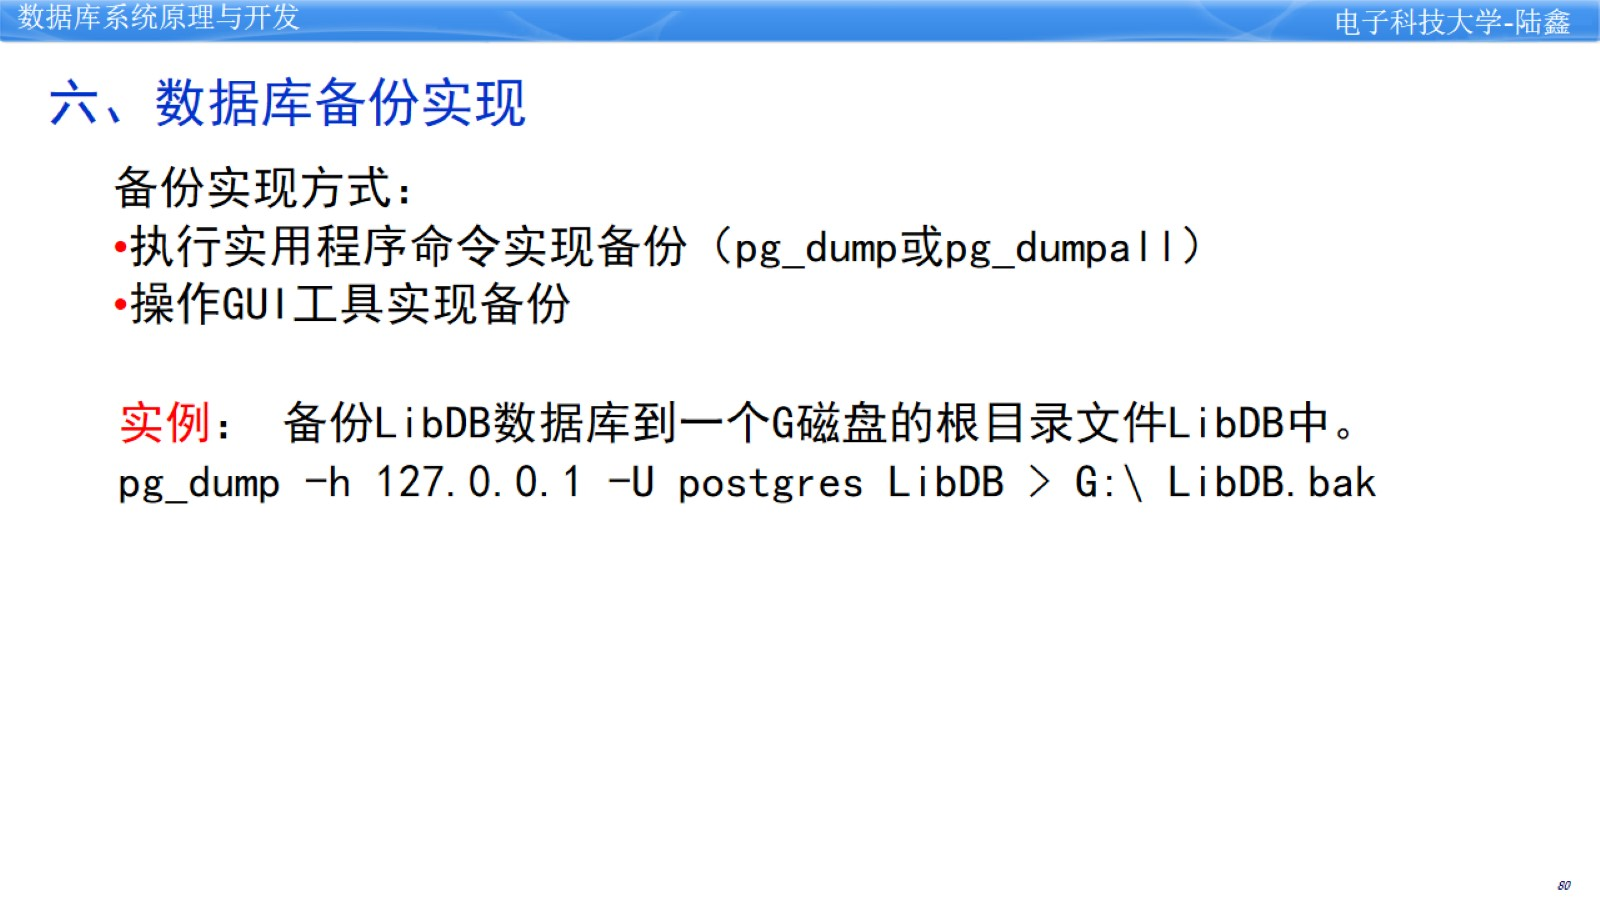 数据库系统原理与开发
电子科技大学-陆鑫
六、数据库备份实现
备份实现方式：
•执行实用程序命令实现备份（pg_dump或pg_dumpall）
•操作GUI工具实现备份
实例： 备份LibDB数据库到一个G磁盘的根目录文件LibDB中。
pg_dump -h 127.0.0.1 -U postgres LibDB > G:\ LibDB.bak
80